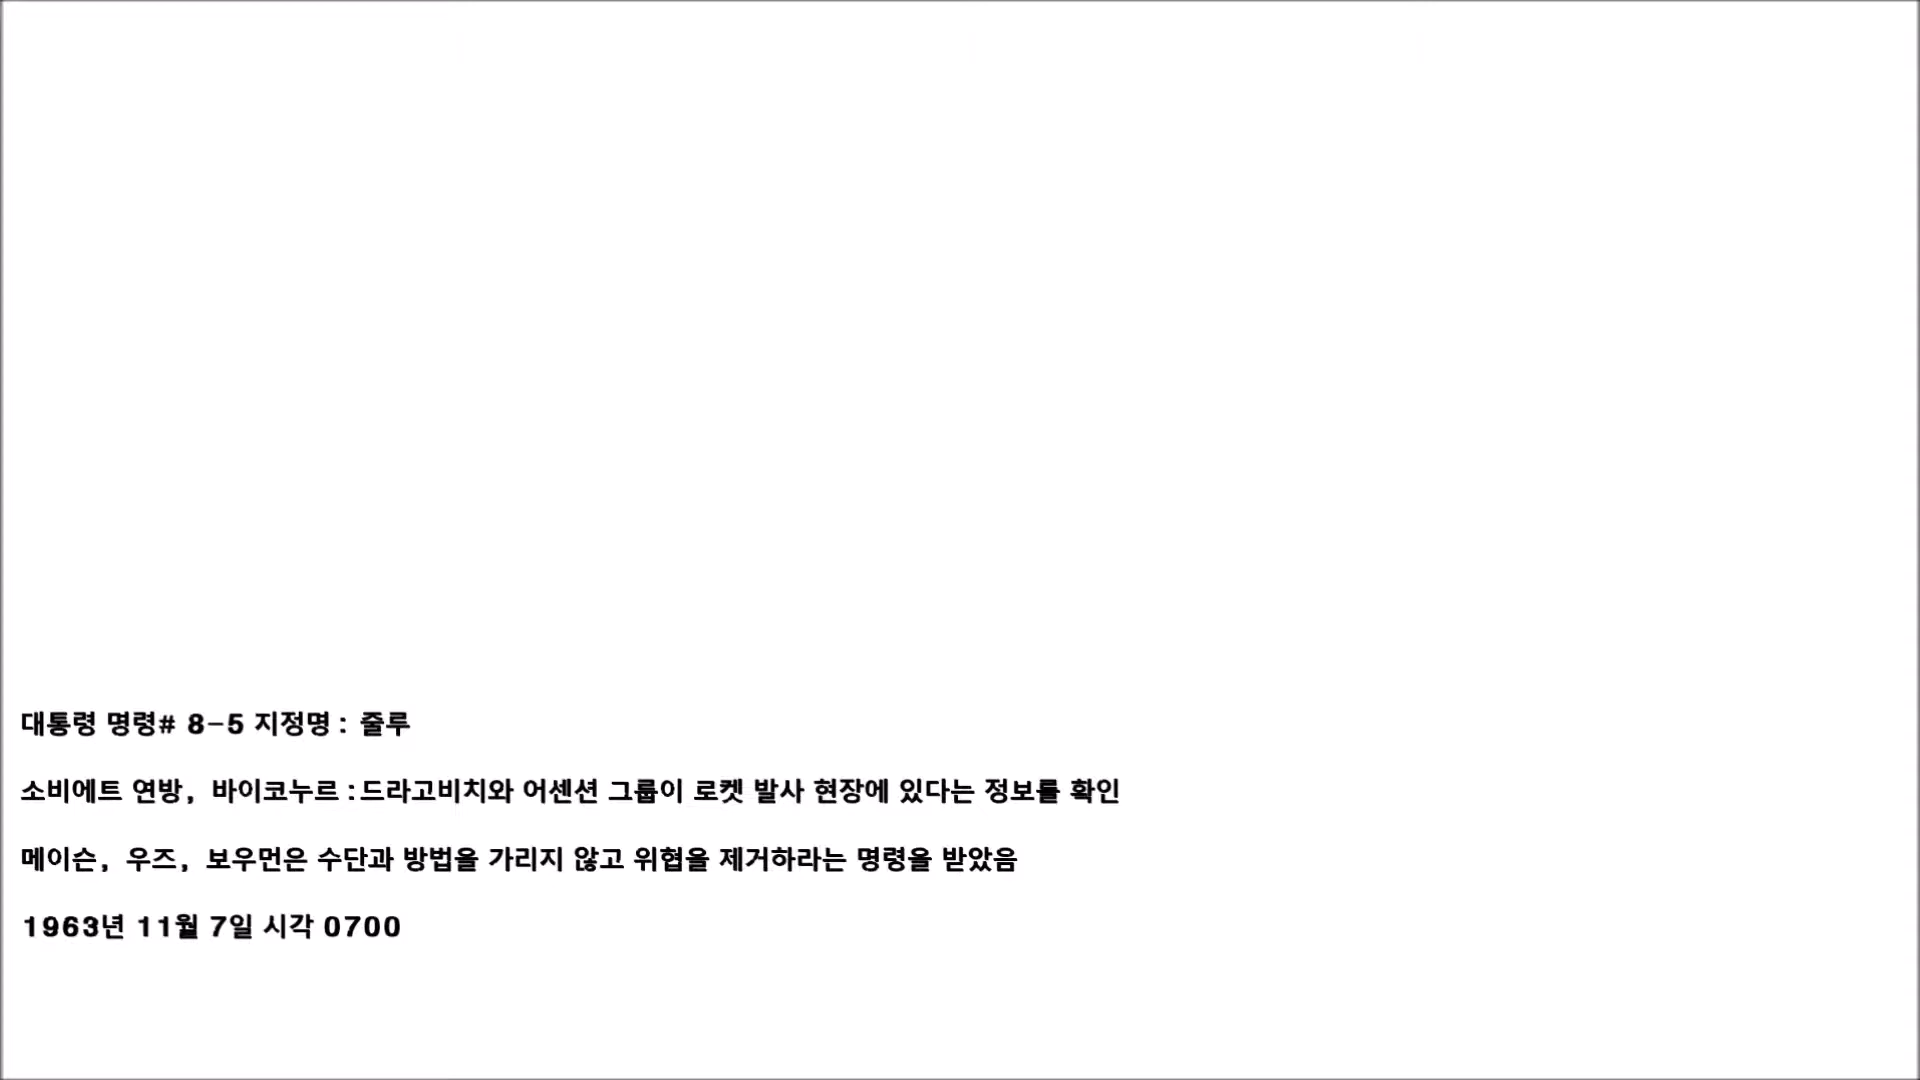 대통령 명령# 8-5 지정명: 줄루
소비에트 연방, 바이코누르:드라고비치와 어센션 그룹이 로켓 발사 현장에 있다는 정보를 확인
메이슨, 우즈, 보우먼은 수단과 방법을 가리지 않고 위협을 제거하라는 명령을 받았음
1963년 11월 7일 시각 0700